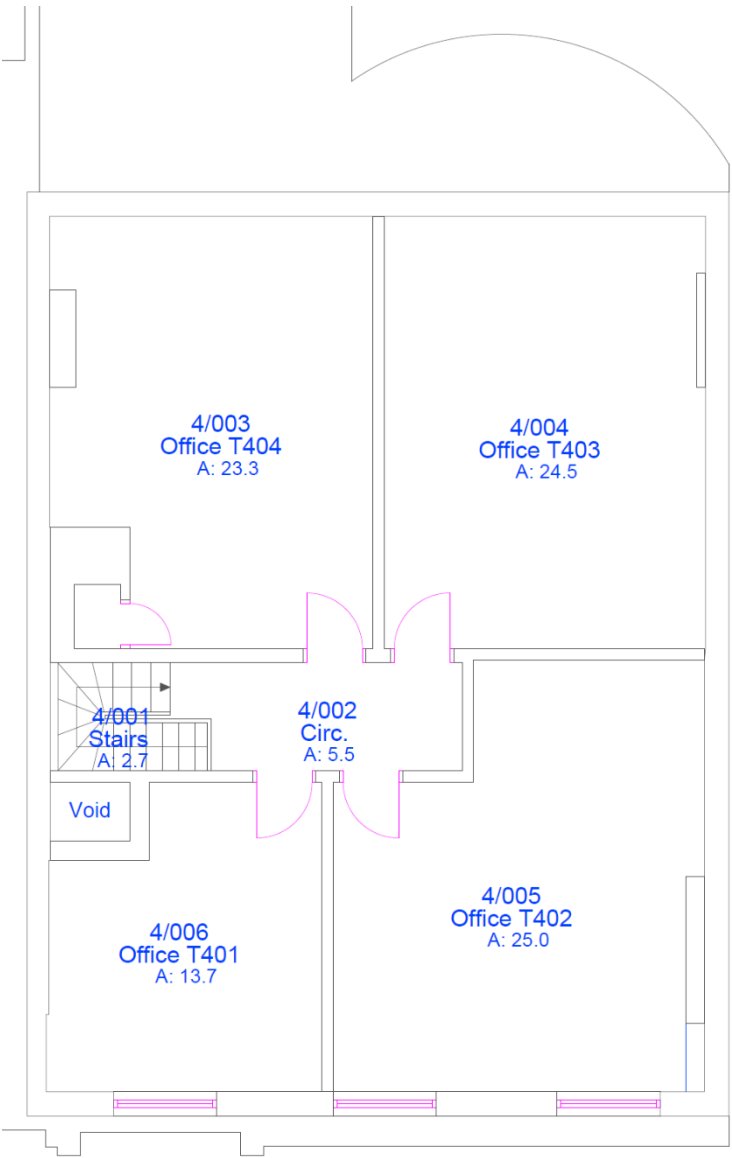 4/003
Office T404
A: 23.3
4/004
Office T403
A: 24.5
4/001
Stairs
A: 2.7
4/002
Circ.
A: 5.5
Void
4/006
Office T401
A: 13.7
4/005
Office T402
A: 25.0